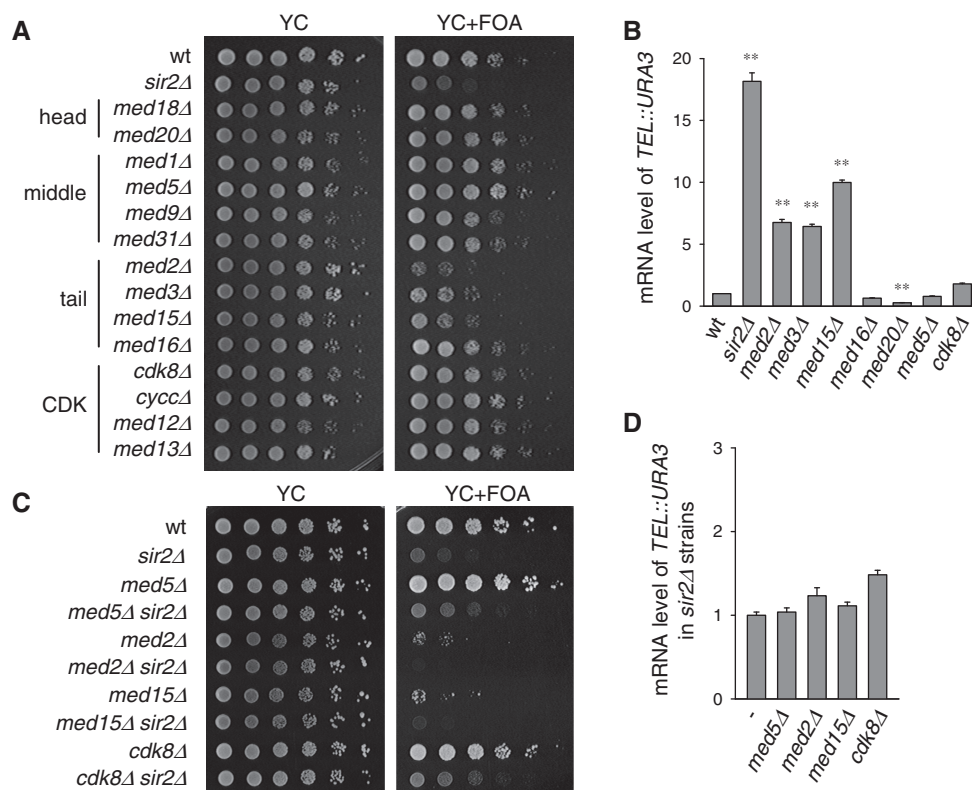 A
YC
YC+FOA
wt
sir2Δ
head
med18Δ
med20Δ
middle
med1Δ
med5Δ
med9Δ
med31Δ
tail
med2Δ
med3Δ
med15Δ
med16Δ
CDK
cdk8Δ
cyccΔ
med12Δ
med13Δ
B
mRNA level of TEL::URA3
20
15
10
5
0
**
**
**
**
**
wt
sir2Δ
med2Δ
med3Δ
med15Δ
med16Δ
med20Δ
med5Δ
cdk8Δ
C
YC
YC+FOA
wt
sir2Δ
med5Δ
med5Δ sir2Δ
med2Δ
med2Δ sir2Δ
med15Δ
med15Δ sir2Δ
cdk8Δ
cdk8Δ sir2Δ
D
mRNA level of TEL::URA3
in sir2Δ strains
3
2
1
0
-
med5Δ
med2Δ
med15Δ
cdk8Δ